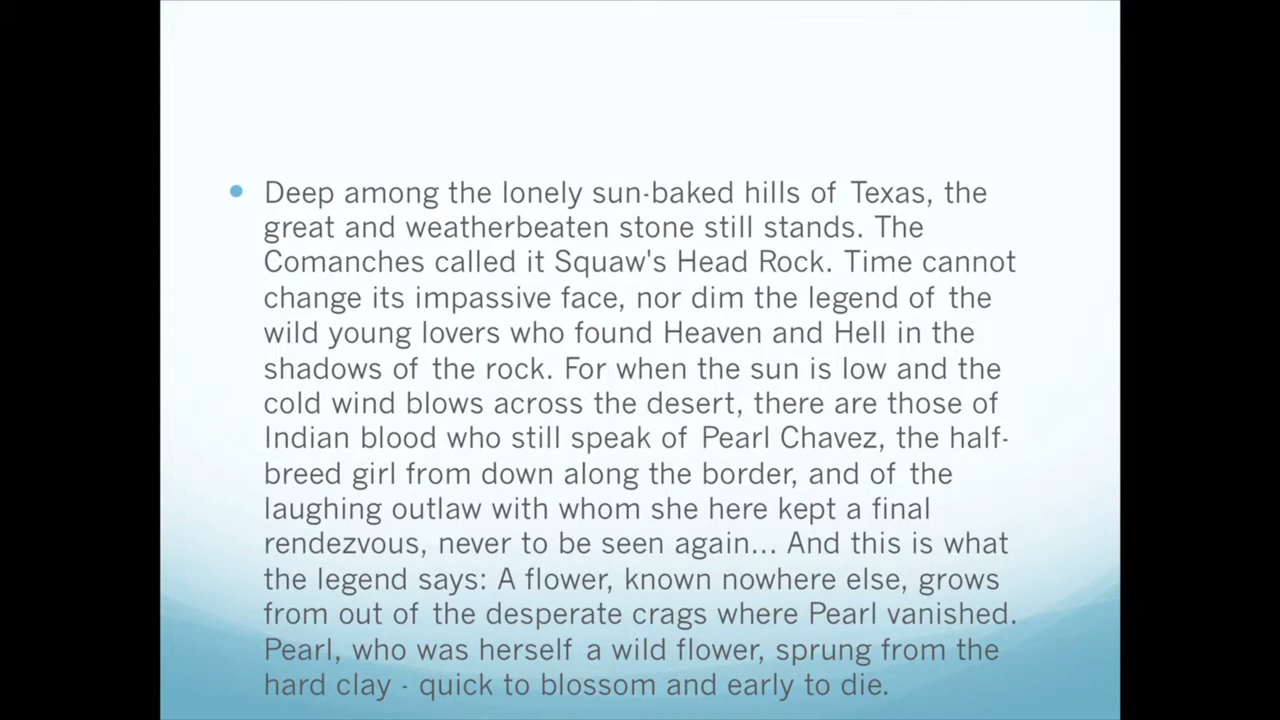 Deep among the lonely sun-baked hills of Texas, the
great and weatherbeaten stone still stands. The
Comanches called it Squaw's Head Rock. Time cannot
change its impassive face, nor dim the legend of the
wild young lovers who found Heaven and Hell in the
shadows of the rock. For when the sun is low and the
cold wind blows across the desert, there are those of
Indian blood who still speak of Pearl Chavez, the half-
breed girl from down along the border, and of the
laughing outlaw with whom she here kept a final
rendezvous, never to be seen again... And this is what
the legend says: A flower, known nowhere else, grows
from out of the desperate crags where Pearl vanished.
Pearl, who was herself a wild flower, sprung from the
hard clay - quick to blossom and early to die.